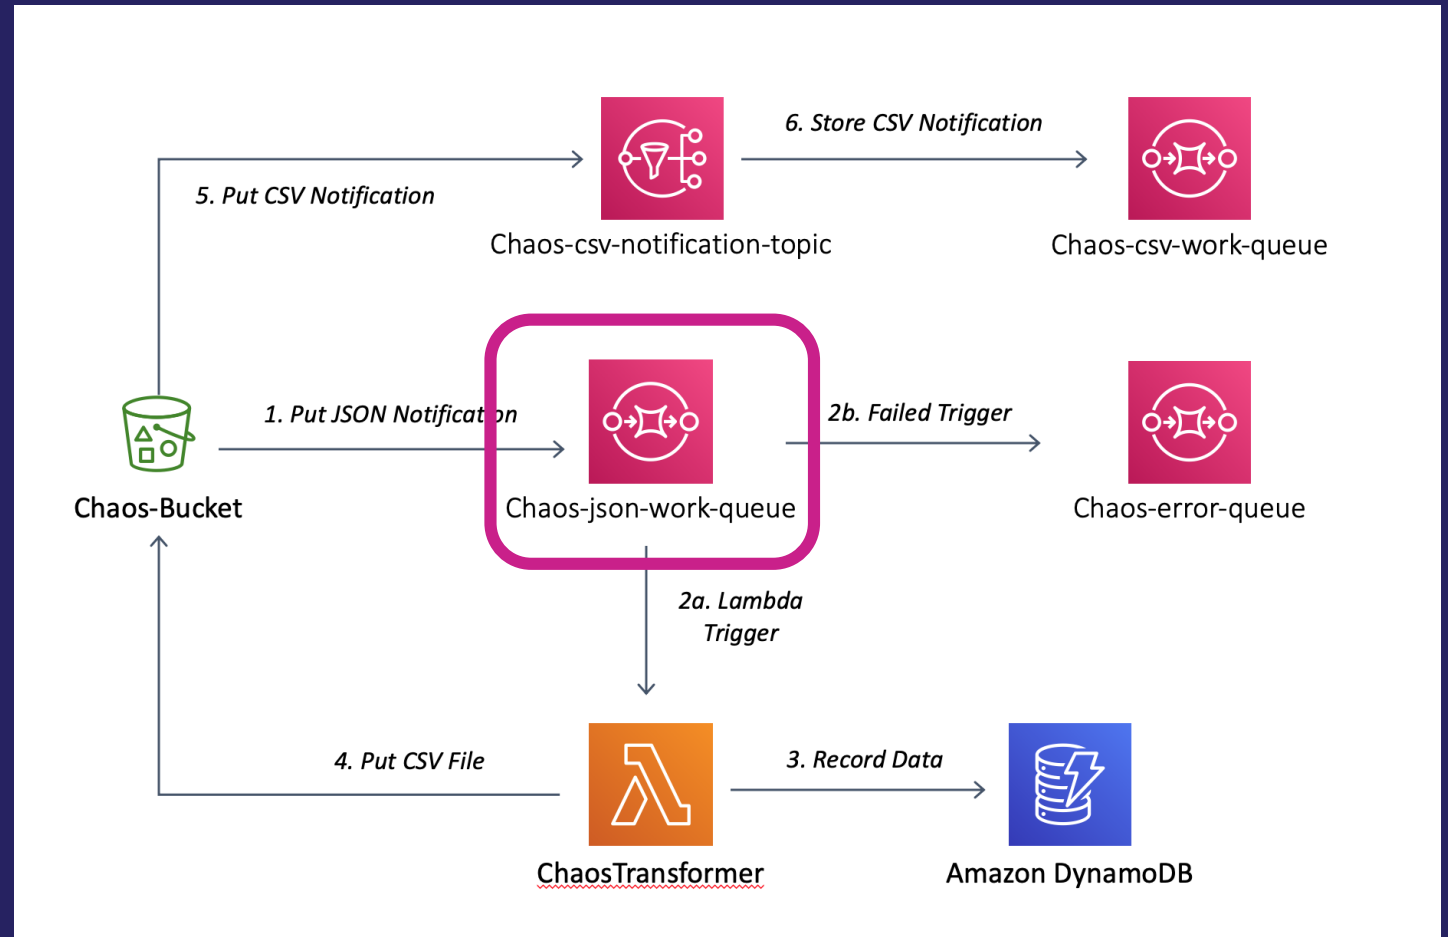 6. Store CSV Notification
5. Put CSV Notification
Chaos-csv-notification-topic
Chaos-csv-work-queue
1. Put JSON Notification
2b. Failed Trigger
Chaos-Bucket
Chaos-json-work-queue
Chaos-error-queue
2a. Lambda
Trigger
4. Put CSV File
3. Record Data
ChaosTransformer
Amazon DynamoDB